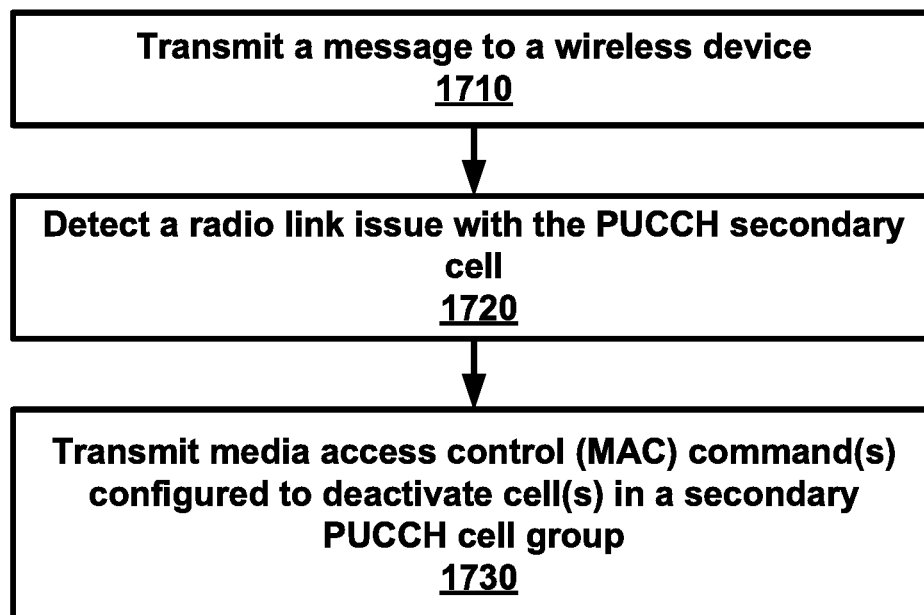 Transmit a message to a wireless device
1710
Detect a radio link issue with the PUCCH secondary
cell
1720
Transmit media access control (MAC) command(s)
configured to deactivate cell(s) in a secondary
PUCCH cell group
1730